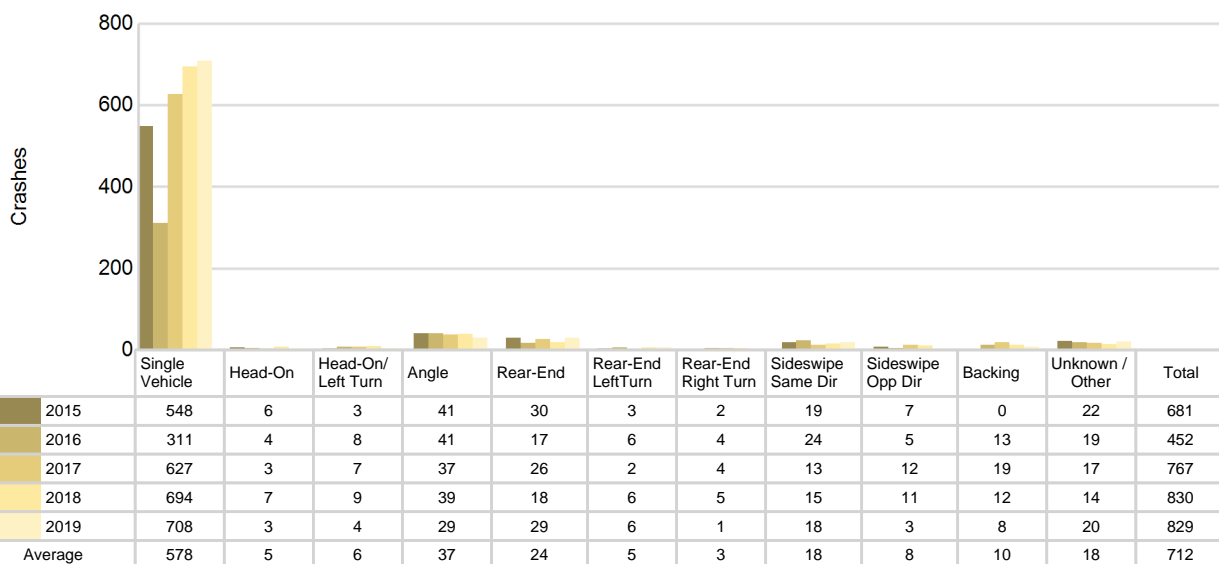 800
600
400
200
0
Crashes
Single Vehicle Head-On Head-On/ Left Turn Angle Rear-End Rear-End LeftTurn Rear-End Right Turn Sideswipe Same Dir Sideswipe Opp Dir Backing Unknown / Other Total
2015 548 6 3 41 30 3 2 19 7 0 22 681
2016 311 4 8 41 17 6 4 24 5 13 19 452
2017 627 3 7 37 26 2 4 13 12 19 17 767
2018 694 7 9 39 18 6 5 15 11 12 14 830
2019 708 3 4 29 29 6 1 18 3 8 20 829
Average 578 5 6 37 24 5 3 18 8 10 18 712